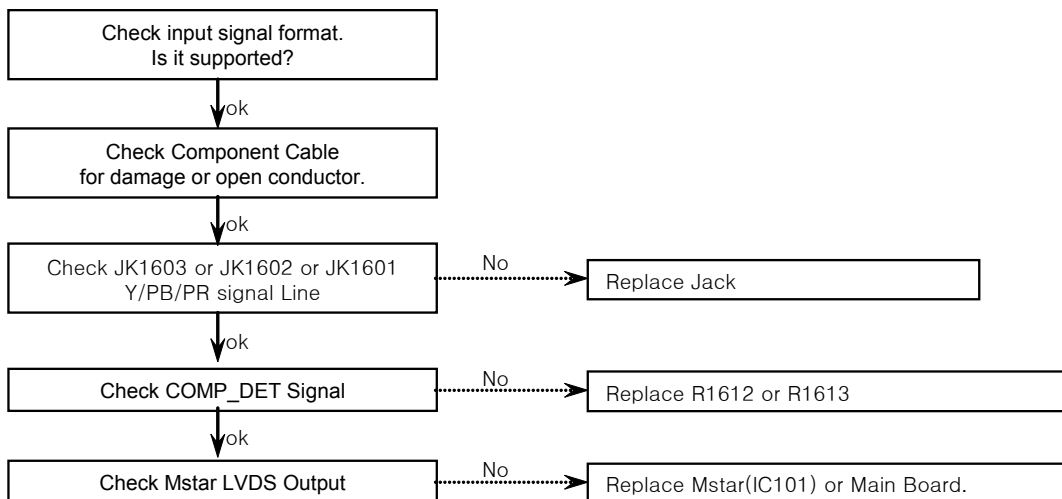 Check input signal format.
Is it supported?
ok
Check Component Cable
for damage or open conductor.
ok
Check JK1603 or JK1602 or JK1601
Y/PB/PR signal Line
No
Replace Jack
ok
Check COMP_DET Signal
No
Replace R1612 or R1613
ok
Check Mstar LVDS Output
No
Replace Mstar(IC101) or Main Board.